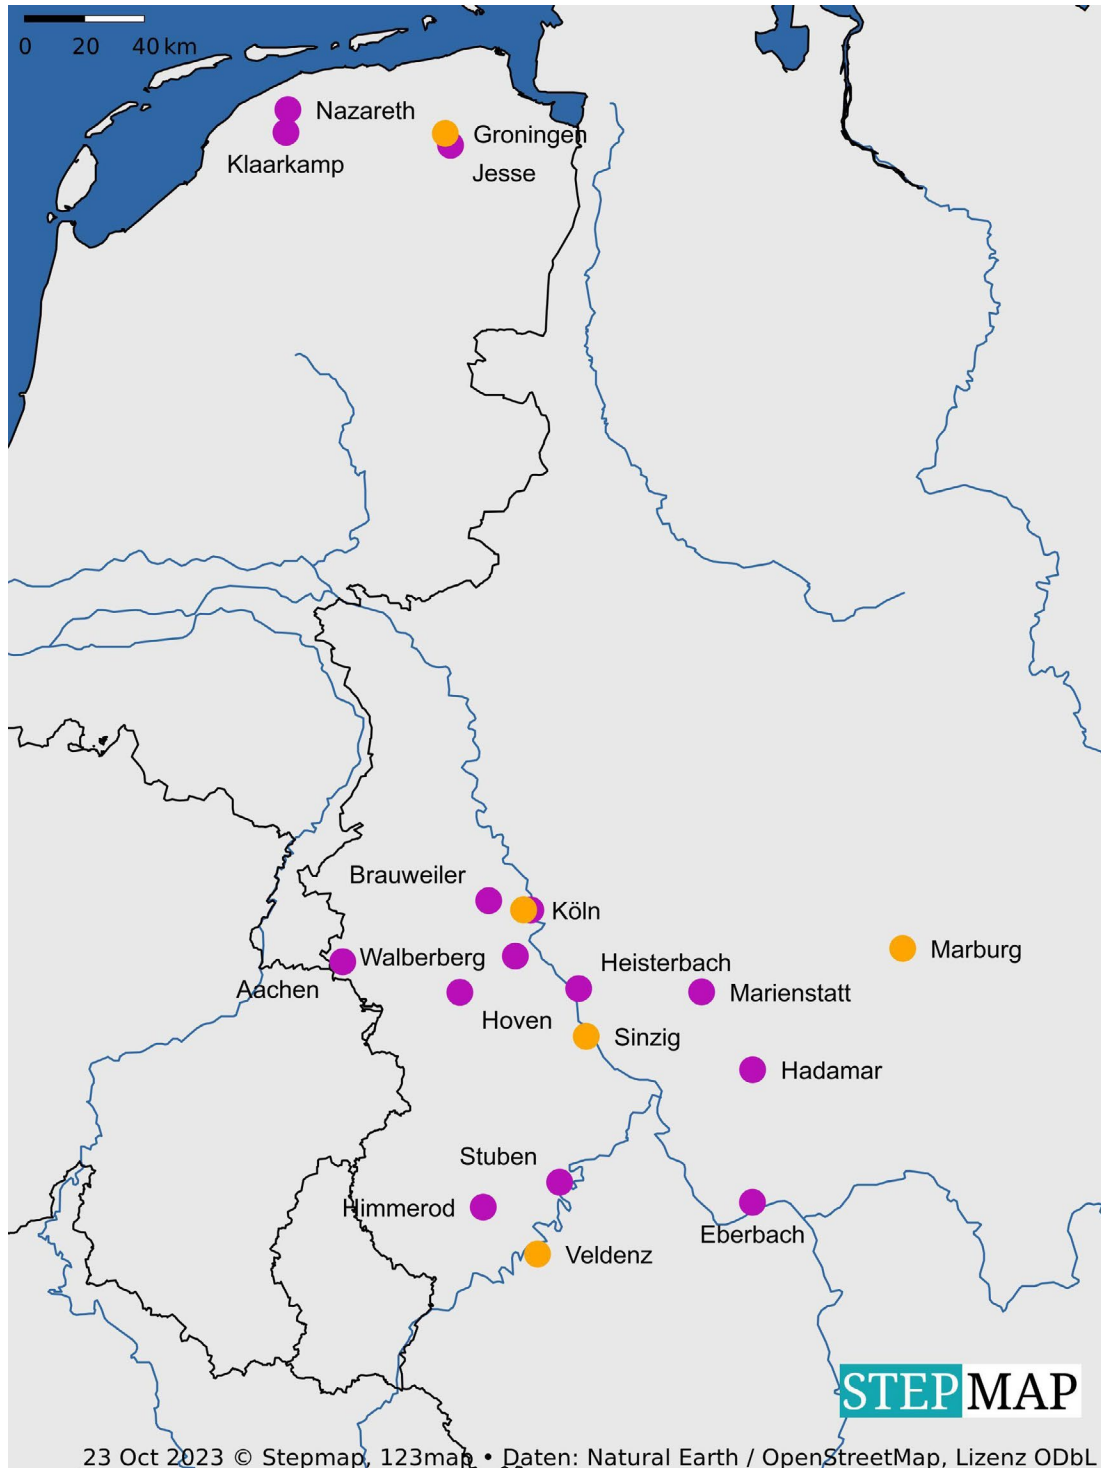 0 20 40 km
Nazareth
Groningen
Klaarkamp
Jesse
Brauweiler
Köln
Marburg
Walberberg
Heisterbach
Aachen
Marienstatt
Hoven
Sinzig
Hadamar
Stuben
Himmerod
Eberbach
Veldenz
STEPMAP
23 Oct 2023 © Stepmap, 123map • Daten: Natural Earth / OpenStreetMap, Lizenz ODbL